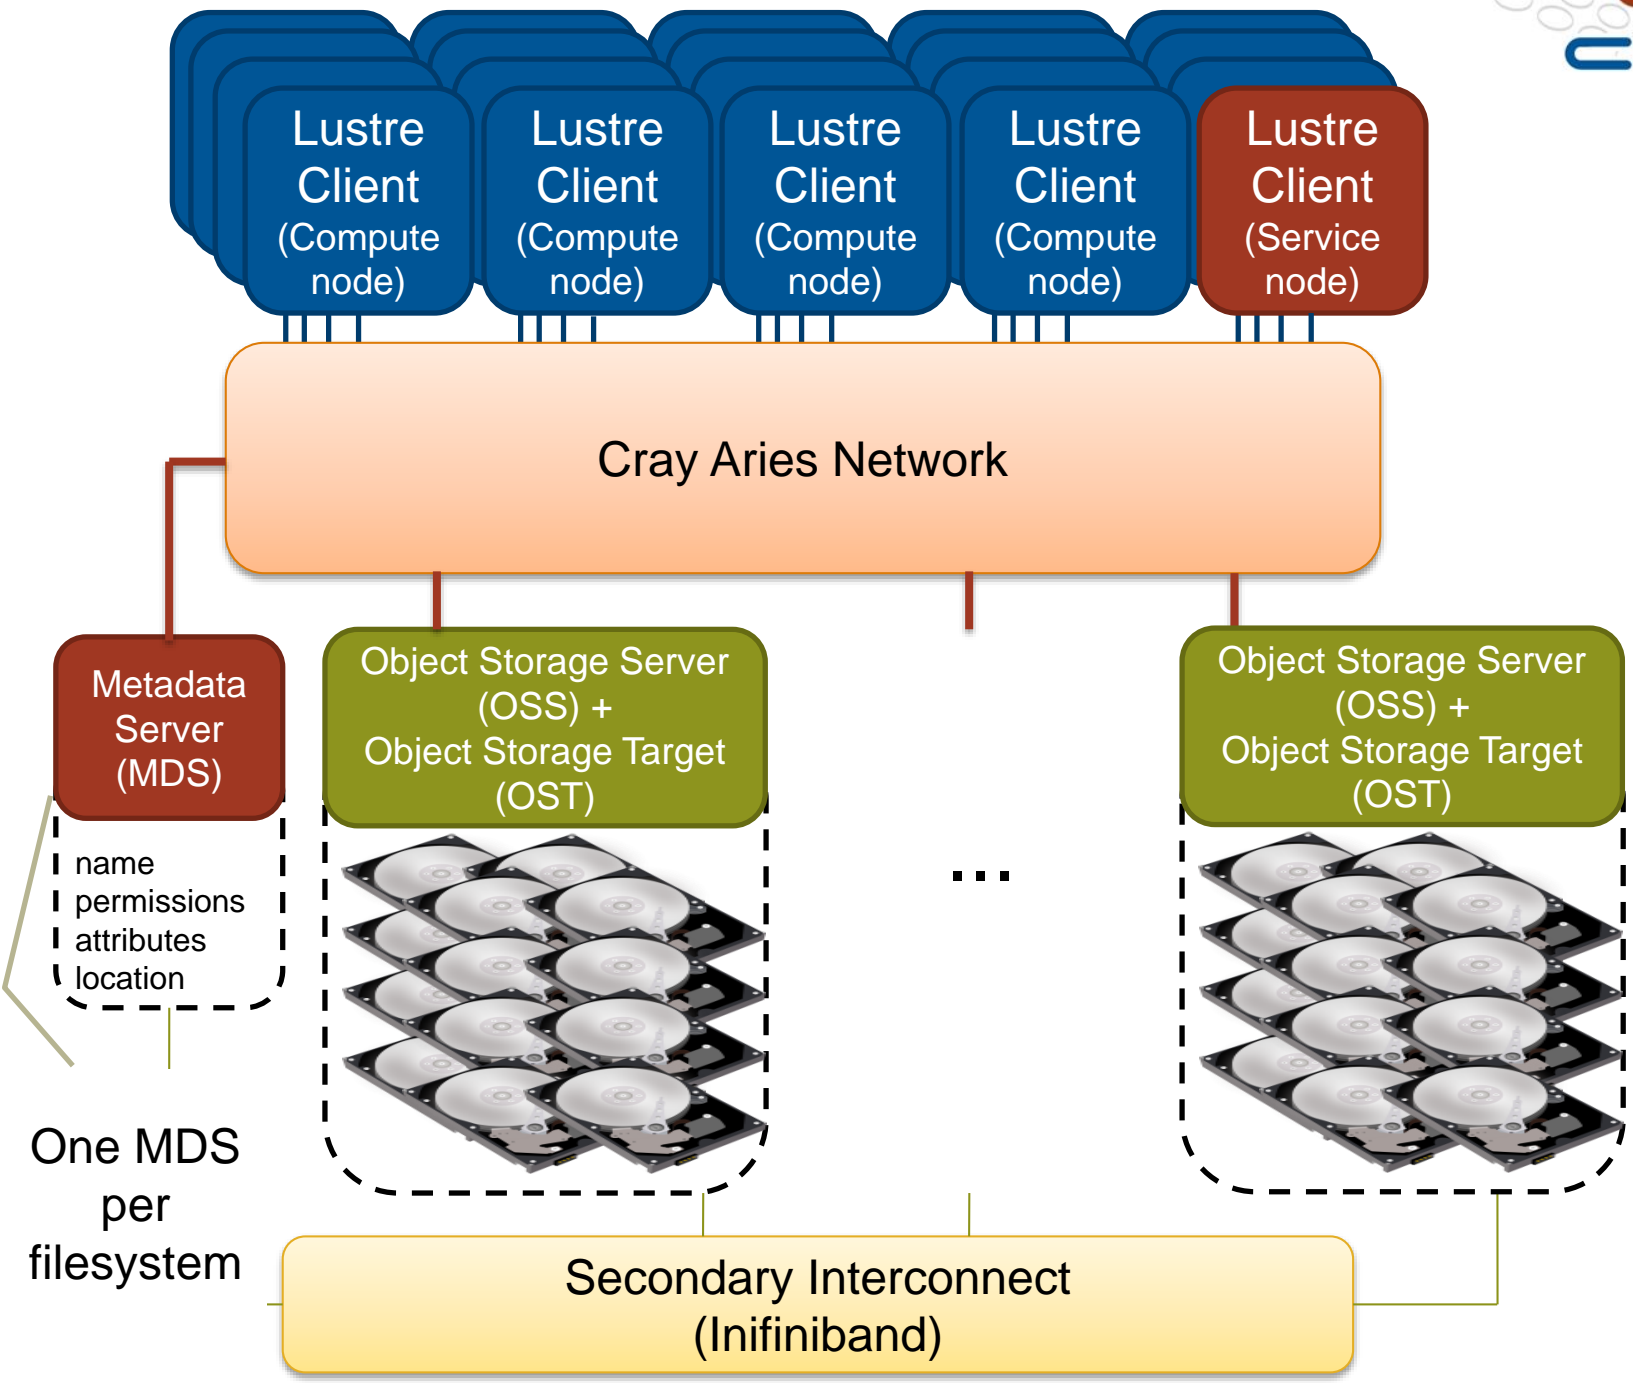 Lustre
Client
(Compute
node)
Lustre
Client
(Compute
node)
Lustre
Client
(Compute
node)
Lustre
Client
(Compute
node)
Lustre
Client
(Service
node)
Cray Aries Network
Metadata
Server
(MDS)
name
permissions
attributes
location
One MDS
per
filesystem
Object Storage Server
(OSS) +
Object Storage Target
(OST)
...
Object Storage Server
(OSS) +
Object Storage Target
(OST)
Secondary Interconnect
(Inifiniband)